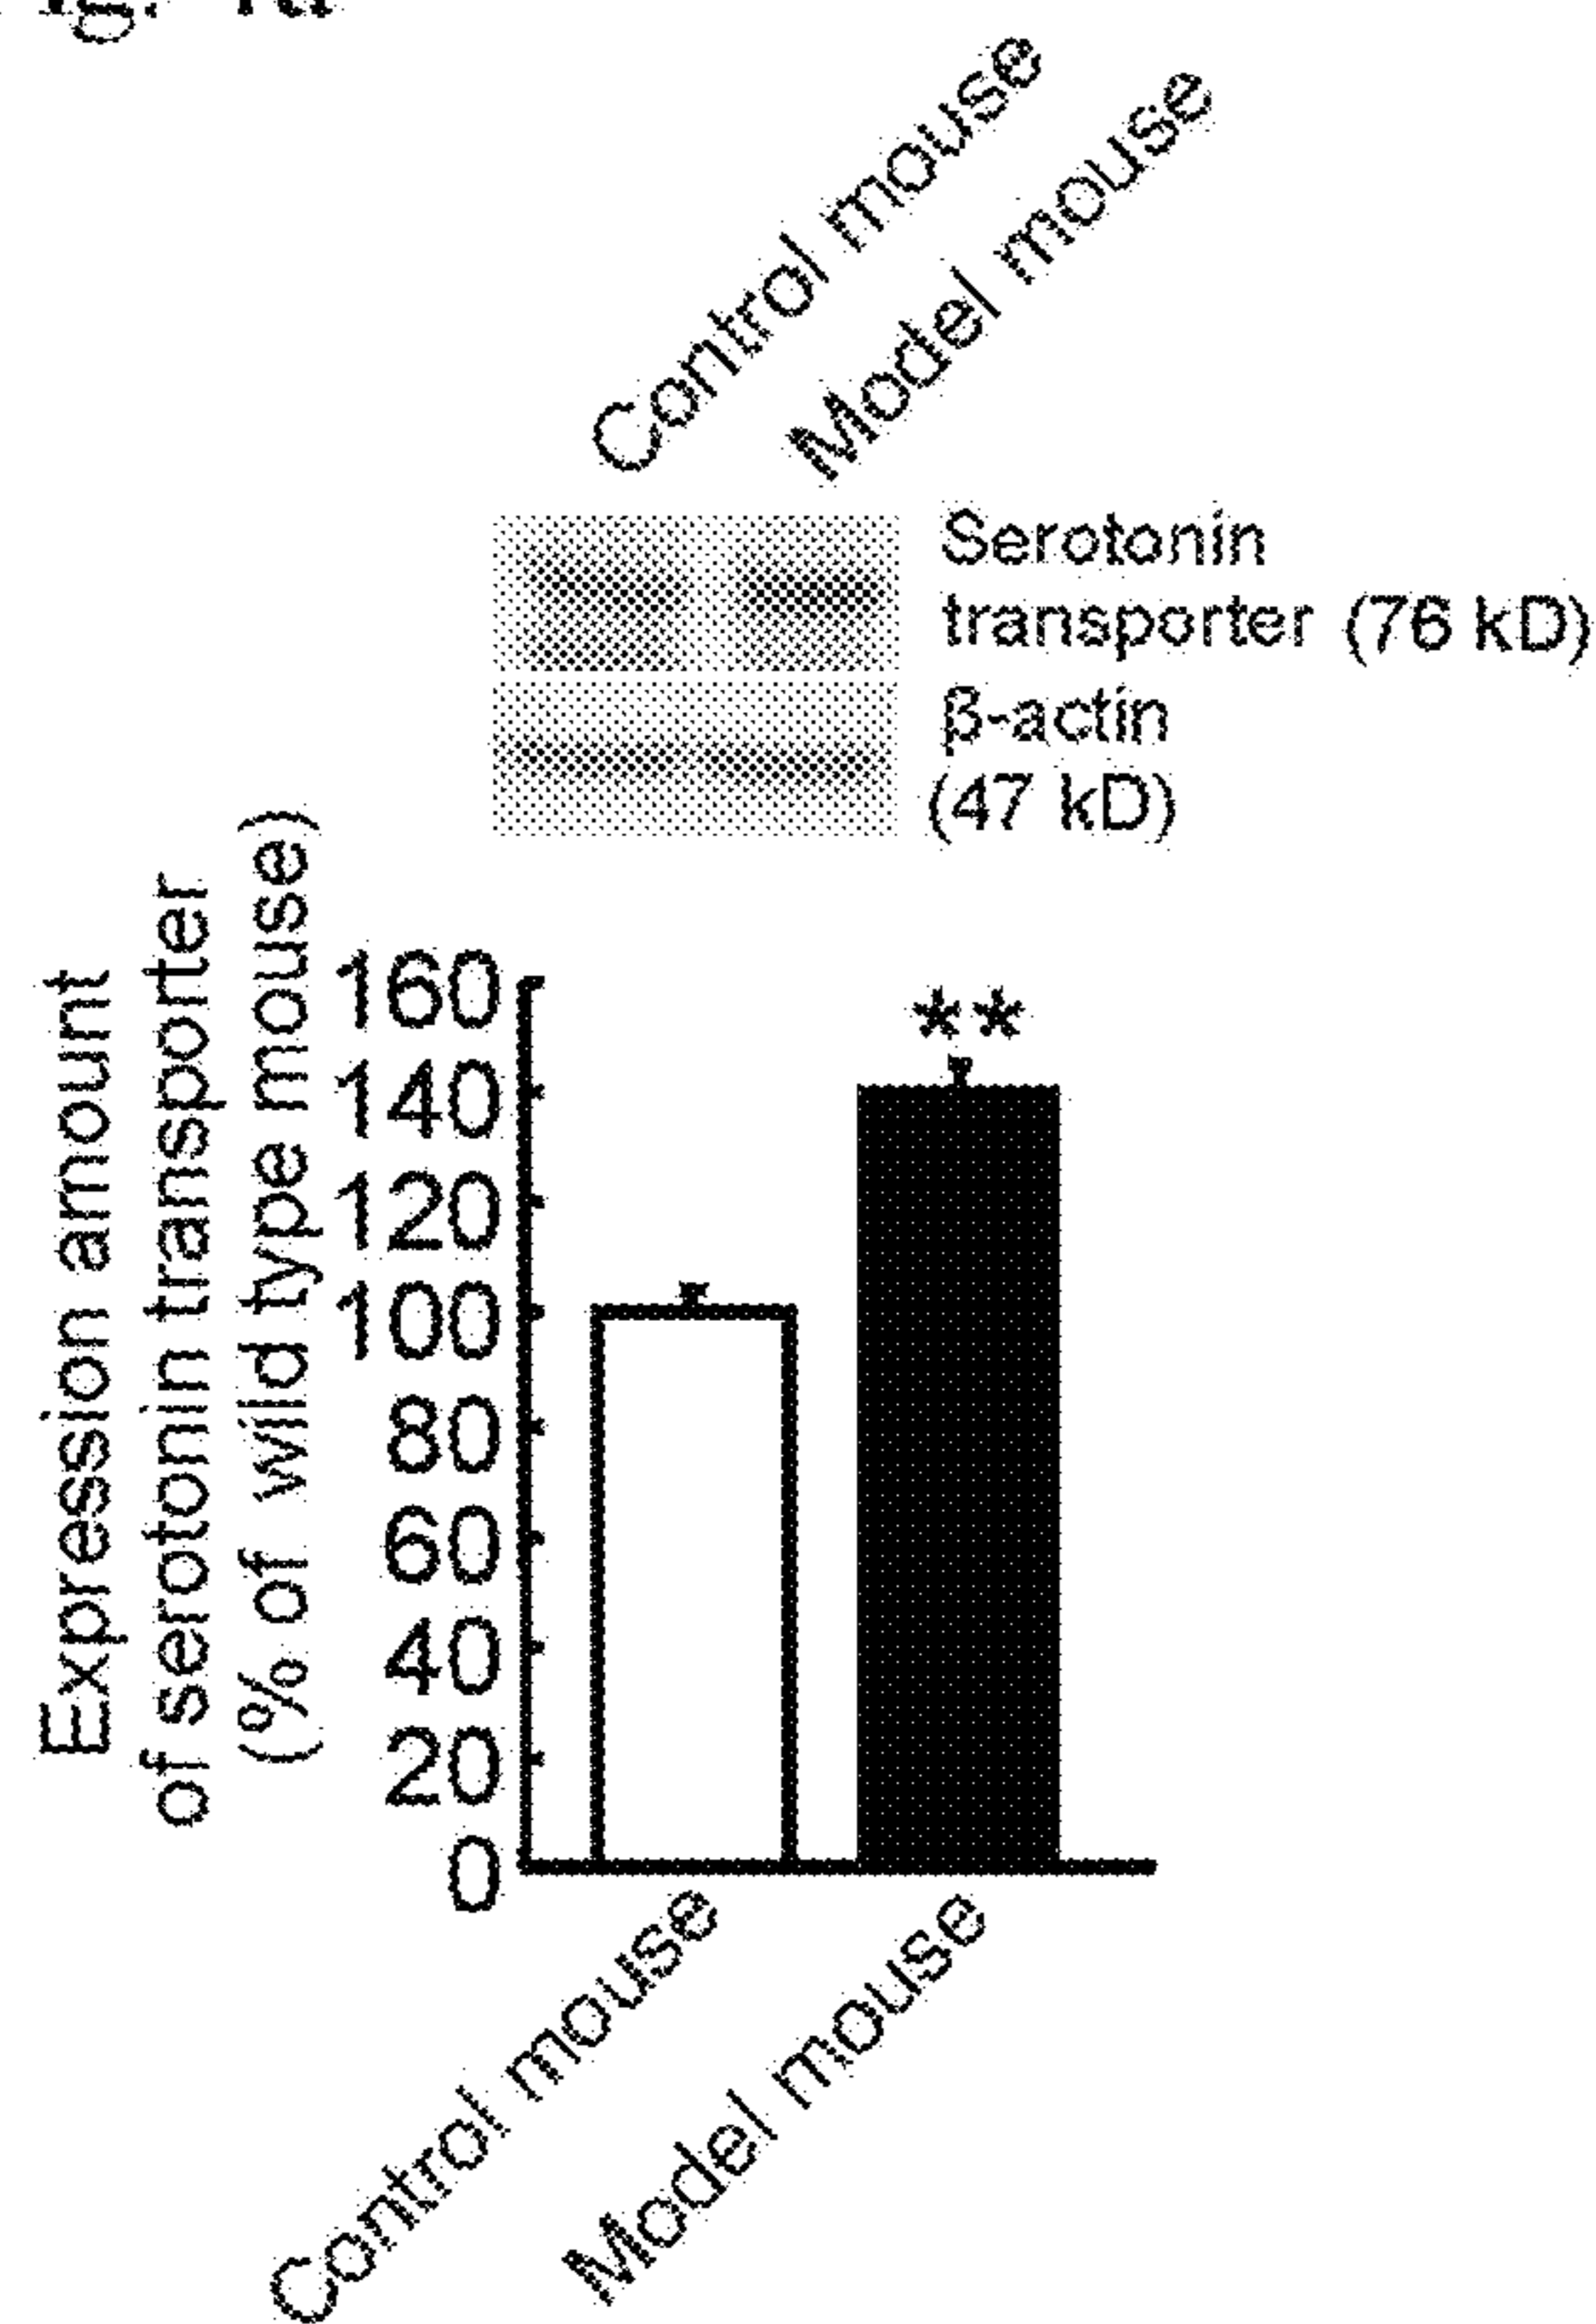 Control mouse
Model mouse
Serotonin
transporter (76 kD)
β-actin
(47 kD)
Expression amount
of serotonin transporter
(% of wild type mouse)
160
140
120
100
80
60
40
20
0
**
Control mouse
Model mouse